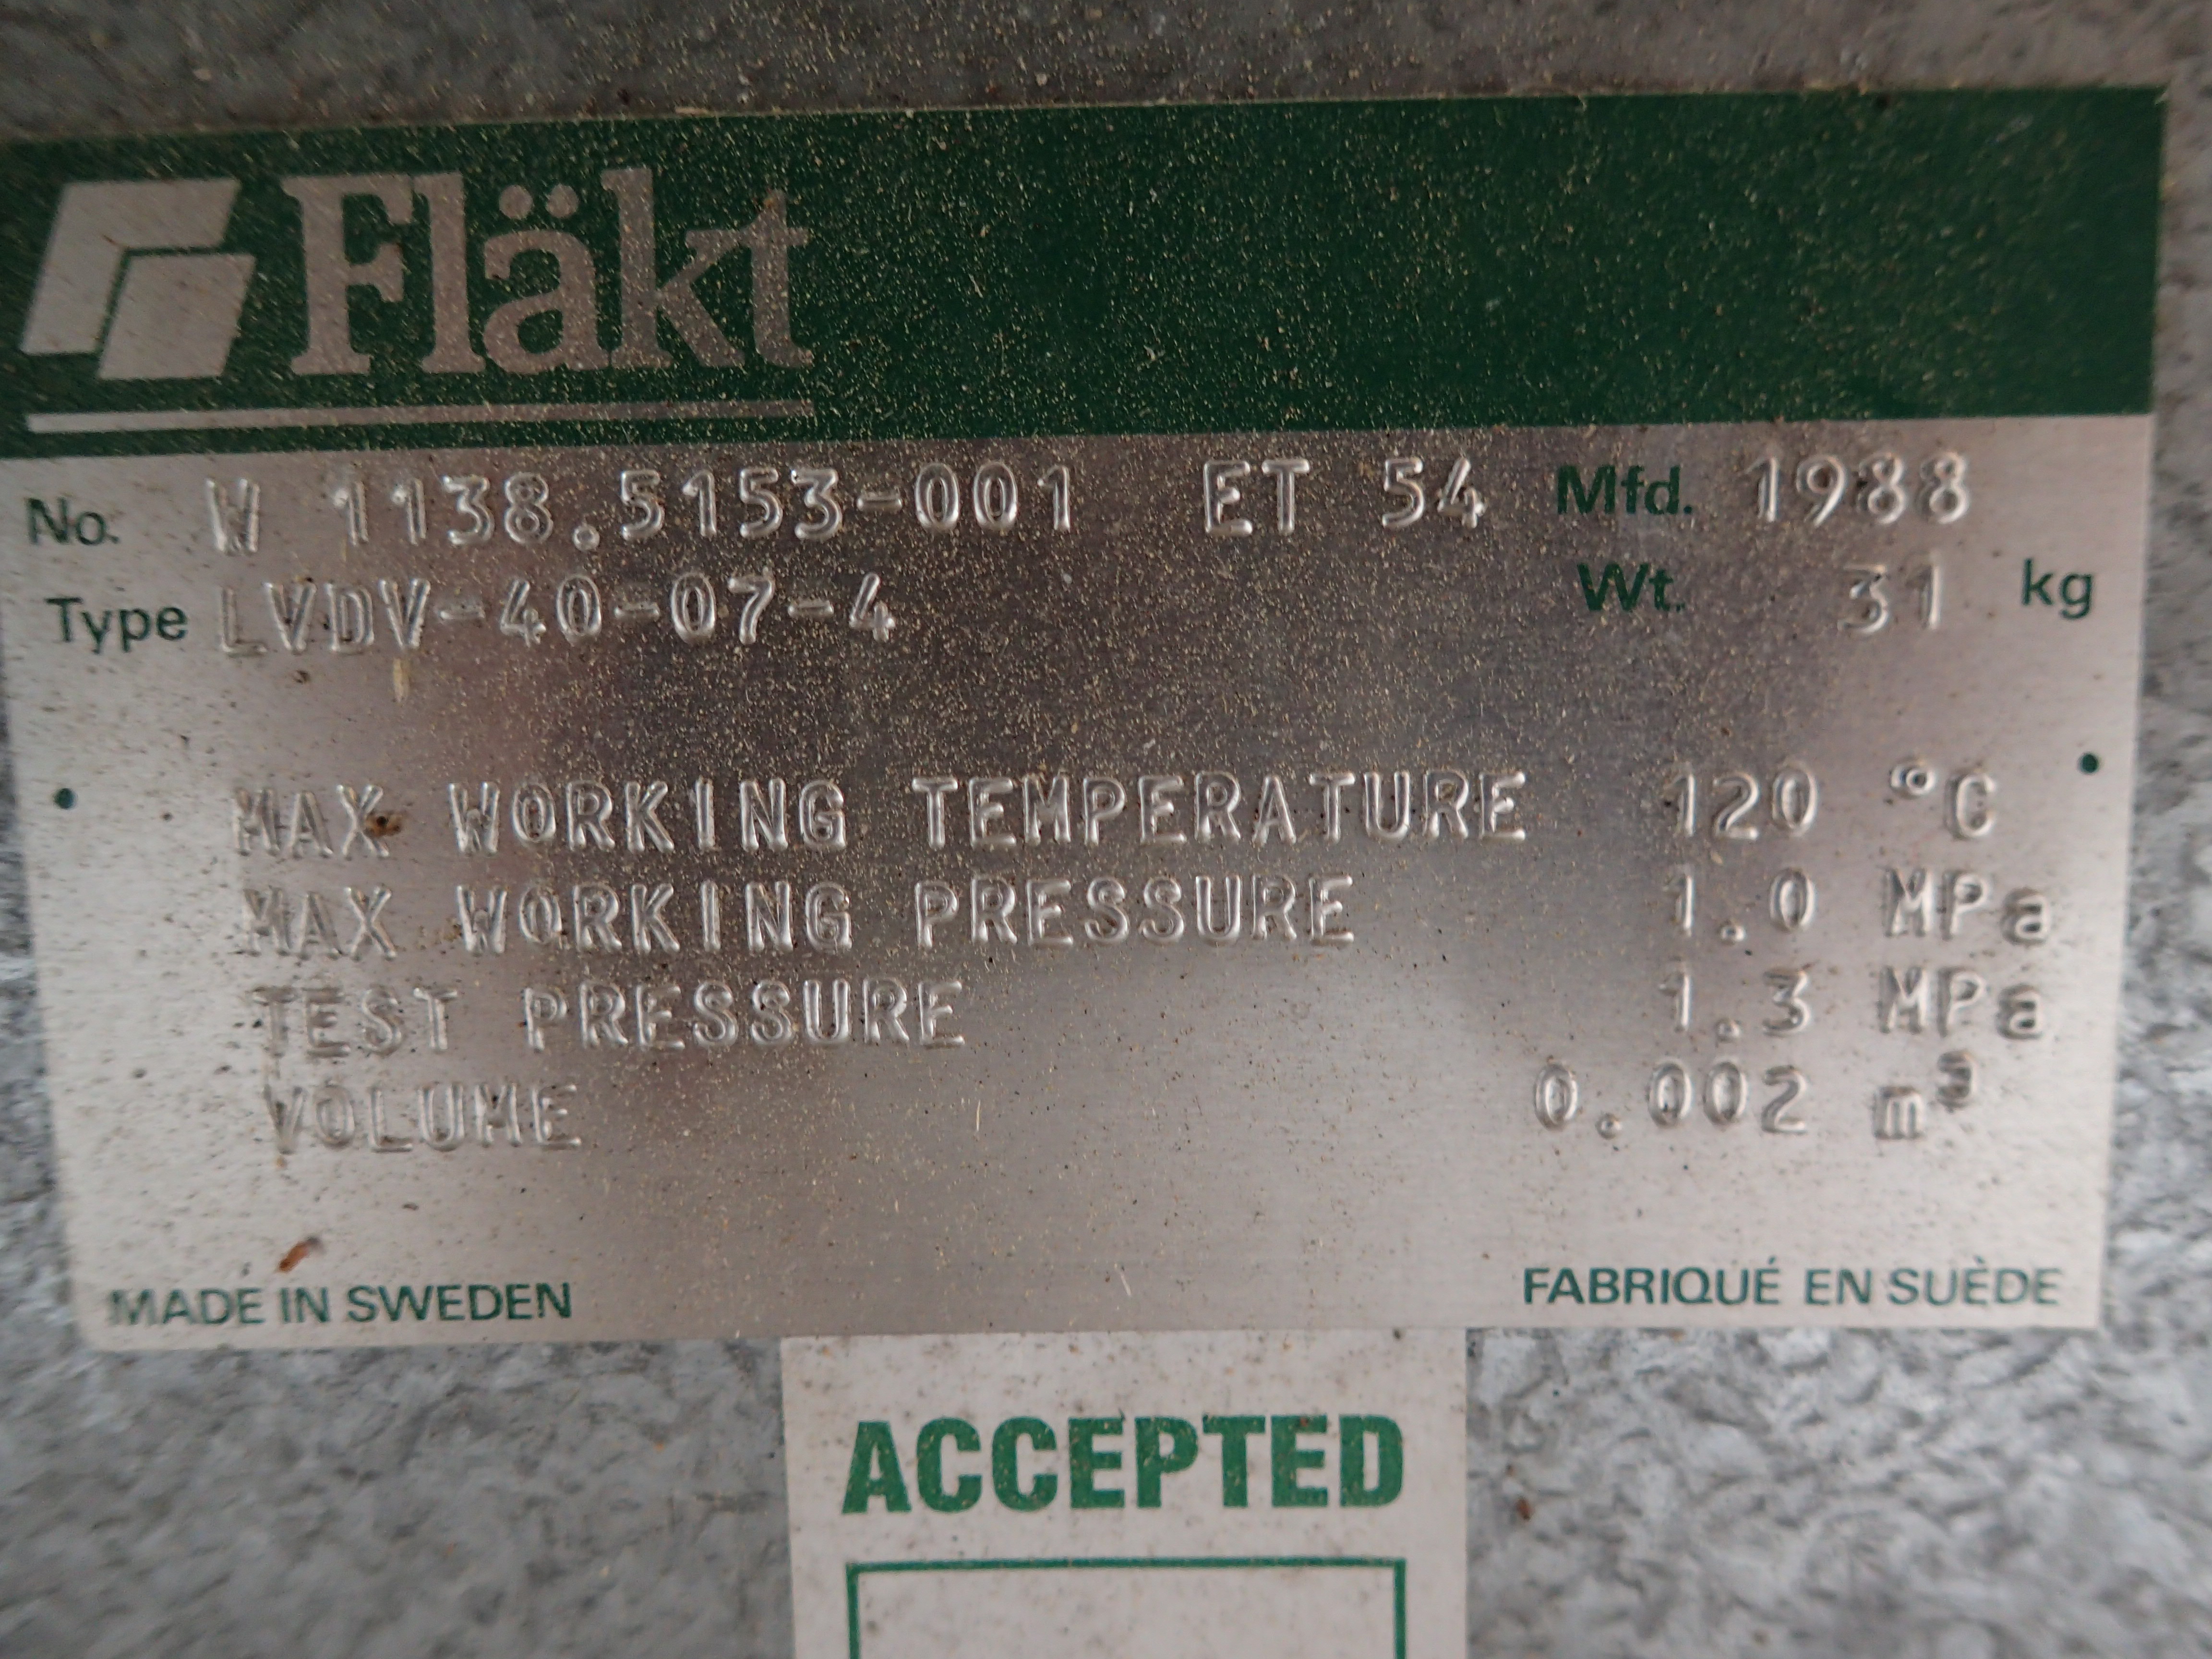 Fläkt
No. W 1138.5153-001 ET 54 Mfd. 1988
Type LVDV-40-07-4 Wt. 31 kg
MAX WORKING TEMPERATURE 120 °C
MAX WORKING PRESSURE 1.0 MPa
TEST PRESSURE 1.3 MPa
VOLUME 0.002 m³
MADE IN SWEDEN FABRIQUÉ EN SUÈDE
ACCEPTED